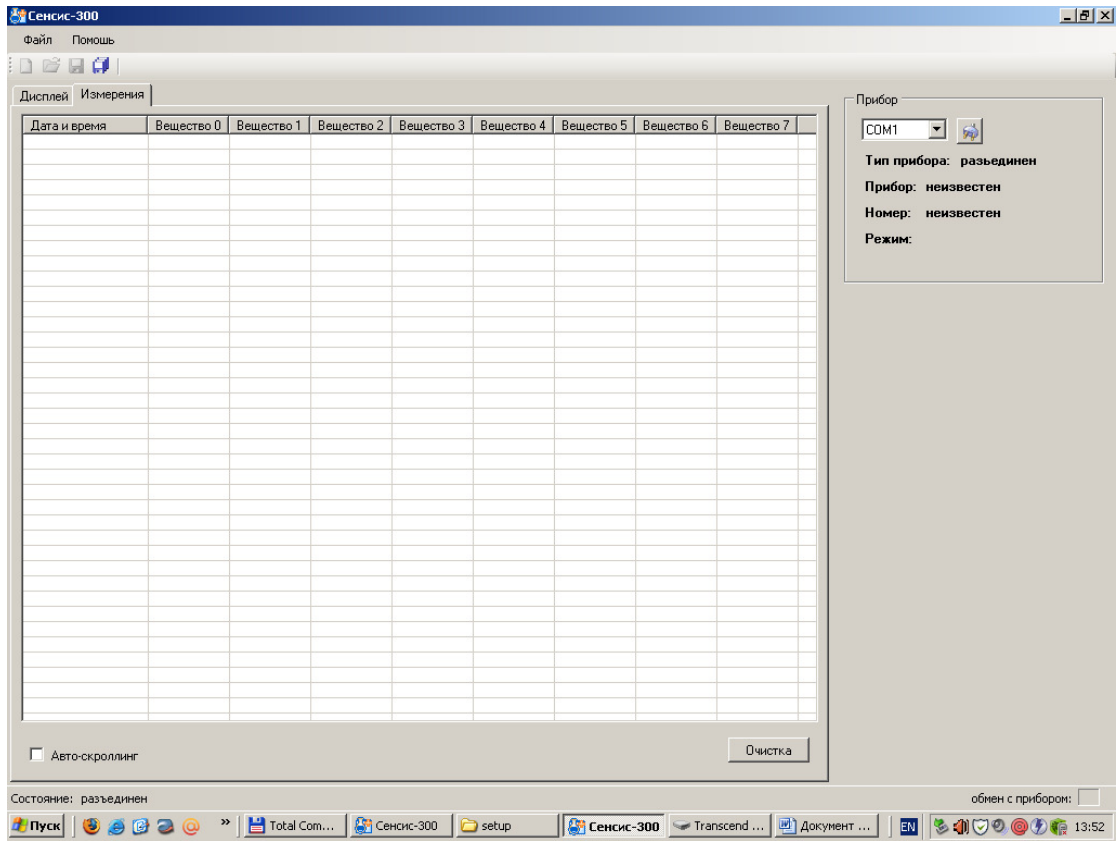 Сенсис-300
Файл Помошь
Дисплей Измерения
Дата и время Вещество 0 Вещество 1 Вещество 2 Вещество 3 Вещество 4 Вещество 5 Вещество 6 Вещество 7
Прибор
COM1
Тип прибора: разьединен
Прибор: неизвестен
Номер: неизвестен
Режим:
Авто-скроллинг
Очистка
Состояние: разъединен
обмен с прибором:
Пуск » Total Com... Сенсис-300 setup Сенсис-300 Transcend ... Документ ... EN 13:52